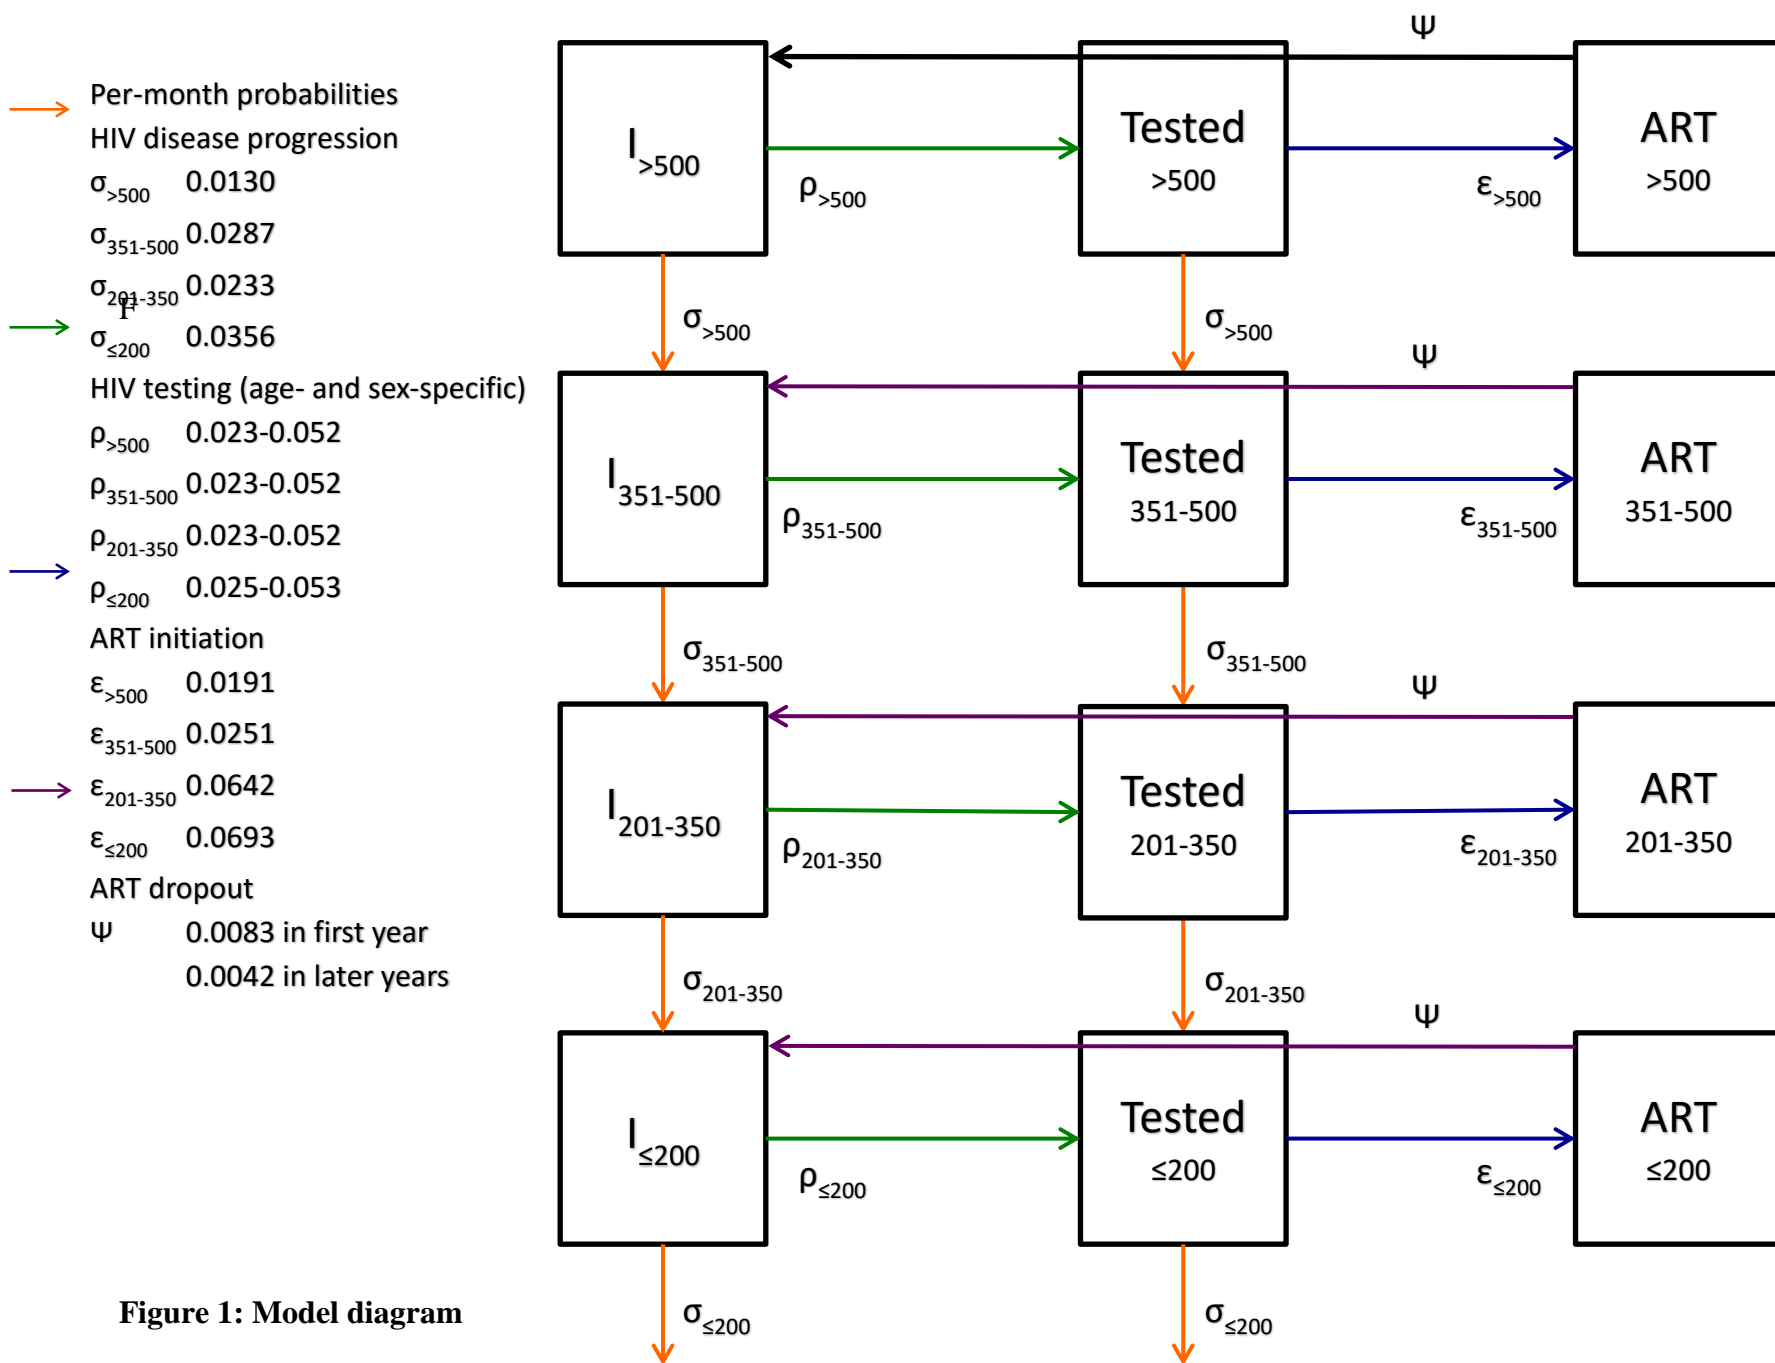 Per-month probabilities
HIV disease progression
σ>500 0.0130
σ351-500 0.0287
σ201-350 0.0233
F
σ≤200 0.0356
HIV testing (age- and sex-specific)
ρ>500 0.023-0.052
ρ351-500 0.023-0.052
ρ201-350 0.023-0.052
ρ≤200 0.025-0.053
ART initiation
ε>500 0.0191
ε351-500 0.0251
ε201-350 0.0642
ε≤200 0.0693
ART dropout
Ψ 0.0083 in first year
0.0042 in later years
Ψ
I>500
Tested
>500
ART
>500
ρ>500
ε>500
σ>500
σ>500
Ψ
I351-500
Tested
351-500
ART
351-500
ρ351-500
ε351-500
σ351-500
σ351-500
Ψ
I201-350
Tested
201-350
ART
201-350
ρ201-350
ε201-350
σ201-350
σ201-350
Ψ
I≤200
Tested
≤200
ART
≤200
ρ≤200
ε≤200
σ≤200
σ≤200
Figure 1: Model diagram